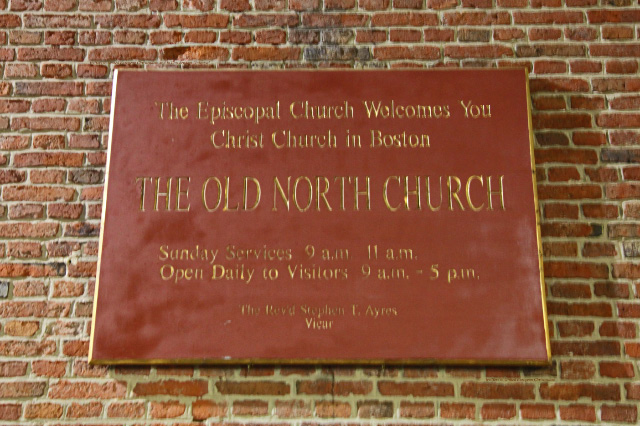 The Episcopal Church Welcomes You
Christ Church in Boston
THE OLD NORTH CHURCH
Sunday Services 9 a.m. 11 a.m.
Open Daily to Visitors 9 a.m. - 5 p.m.
The Rev'd Stephen T. Ayres
Vicar